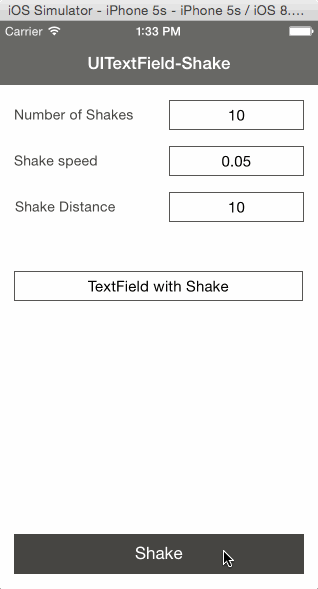 iOS Simulator - iPhone 5s - iPhone 5s / iOS 8....
Carrier 1:33 PM
UITextField-Shake
Number of Shakes 10
Shake speed 0.05
Shake Distance 10
TextField with Shake
Shake